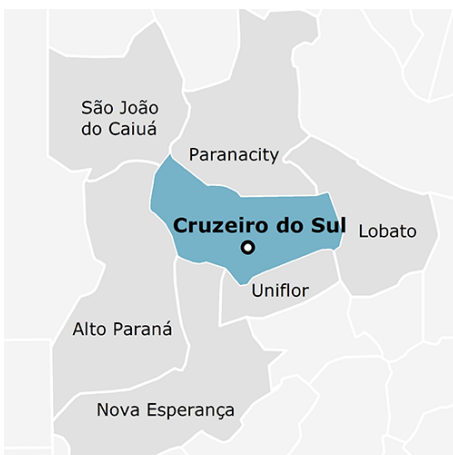 São João
do Caiuá
Paranacity
Cruzeiro do Sul
Lobato
Uniflor
Alto Paraná
Nova Esperança